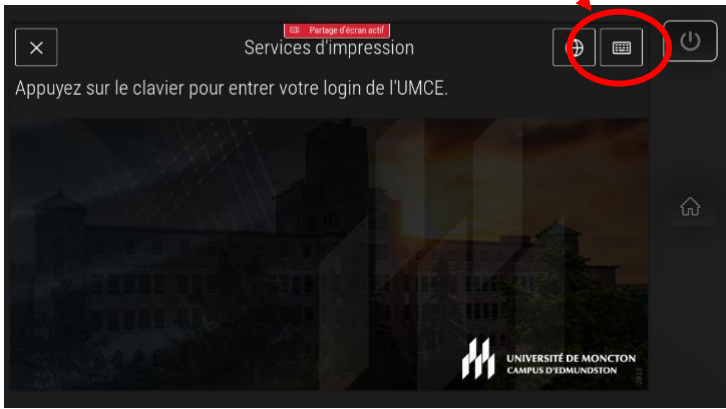 Partage d'écran actif
Services d'impression
Appuyez sur le clavier pour entrer votre login de l'UMCE.
UNIVERSITÉ DE MONCTON
CAMPUS D'EDMUNDSTON
2023